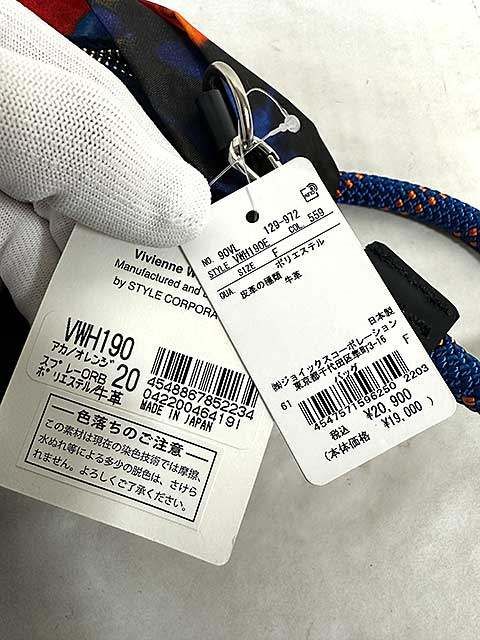 Vivienne W
Manufactured and
by STYLE CORPORA
VWH190
アカ/オレンジ
スプレーORB 20
ポリエステル/牛革
4548667852234
042200464191
MADE IN JAPAN
―色落ちのご注意―
この素材は現在の染色技術では摩擦、
水ぬれ等による多少の脱色は、さけら
れません。よろしくご了承ください。
NO. 90VL 129-972
STYLE VWH190E COL. 559
SIZE F
QUA. ポリエステル
皮革の種類 牛革
日本製
㈱ジョイックスコーポレーション
東京都千代田区麹町3-16
バッグ F
61
4547571596250 2203
¥20,900
税込
(本体価格 ¥19,000)